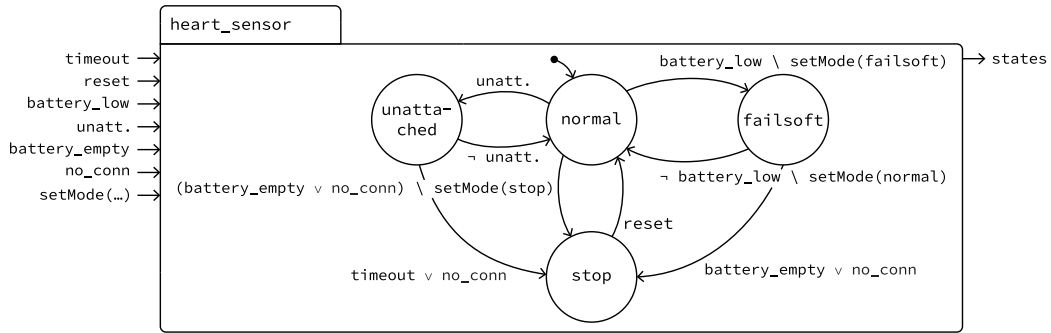 heart_sensor
timeout
reset
battery_low
unatt.
battery_empty
no_conn
setMode(…)
states
battery_low \ setMode(failsoft)
unatt.
unatta-
ched
normal
failsoft
¬ unatt.
¬ battery_low \ setMode(normal)
(battery_empty ∨ no_conn) \ setMode(stop)
reset
timeout ∨ no_conn
stop
battery_empty ∨ no_conn